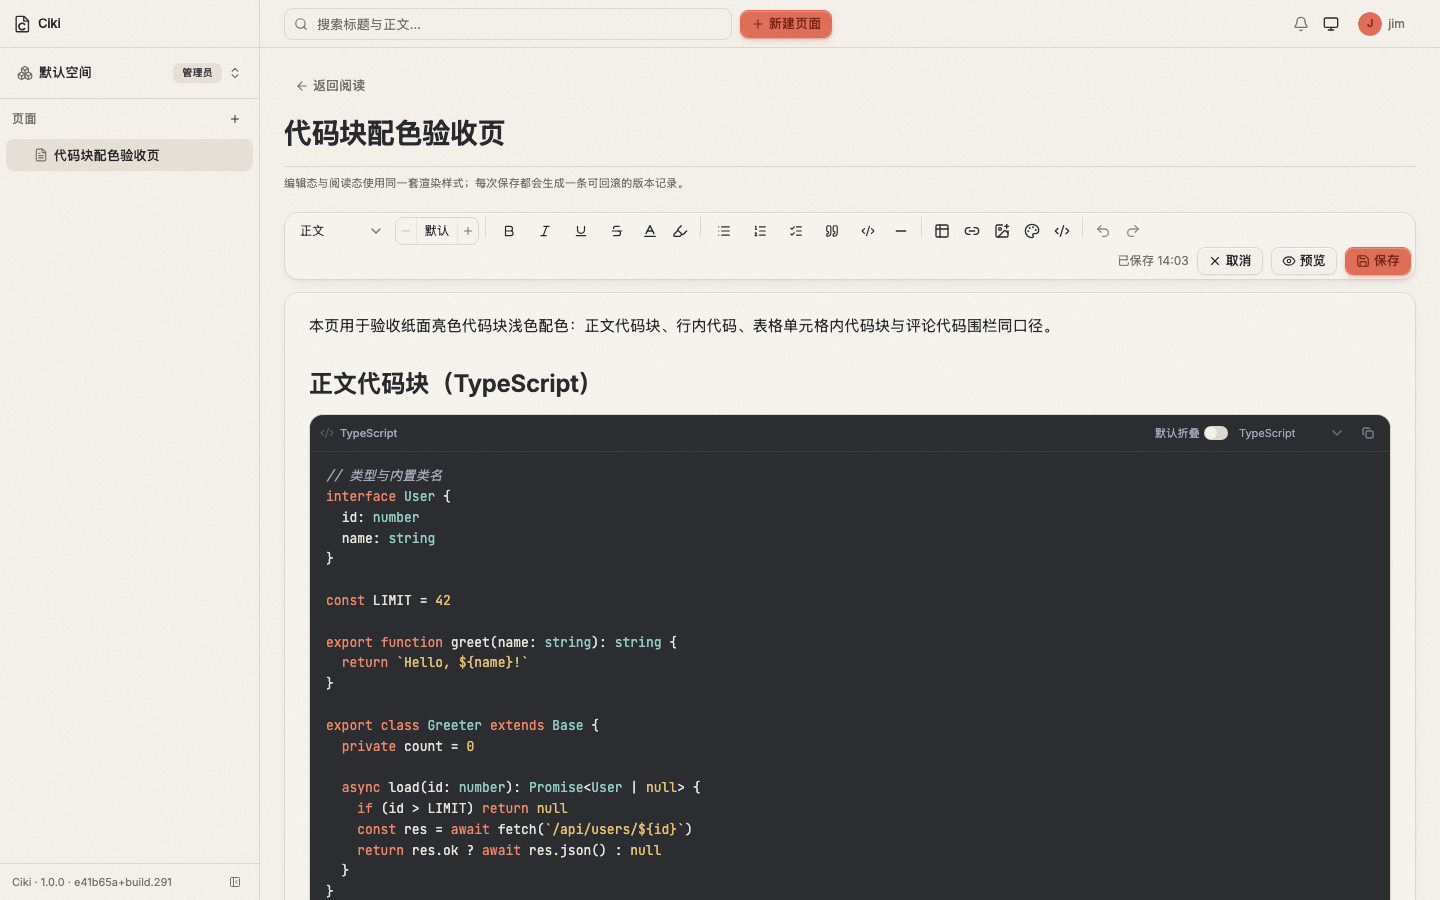 Ciki
搜索标题与正文...
新建页面
J
jim
默认空间
管理员
页面
代码块配色验收页
返回阅读
代码块配色验收页
编辑态与阅读态使用同一套渲染样式；每次保存都会生成一条可回滚的版本记录。
正文
默认
已保存 14:03
取消
预览
保存
本页用于验收纸面亮色代码块浅色配色：正文代码块、行内代码、表格单元格内代码块与评论代码围栏同口径。
正文代码块（TypeScript）
TypeScript
默认折叠
TypeScript
// 类型与内置类名
interface User {
  id: number
  name: string
}

const LIMIT = 42

export function greet(name: string): string {
  return `Hello, ${name}!`
}

export class Greeter extends Base {
  private count = 0

  async load(id: number): Promise<User | null> {
    if (id > LIMIT) return null
    const res = await fetch(`/api/users/${id}`)
    return res.ok ? await res.json() : null
  }
}
Ciki · 1.0.0 · e41b65a+build.291